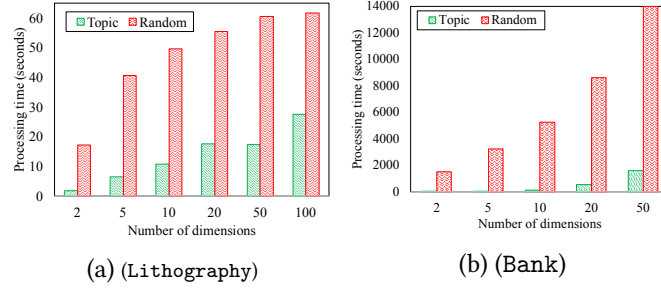 Processing time (seconds)
60
50
40
30
20
10
0
Topic Random
2 5 10 20 50 100
Number of dimensions
(a) (Lithography)
Processing time (seconds)
14000
12000
10000
8000
6000
4000
2000
0
Topic Random
2 5 10 20 50
Number of dimensions
(b) (Bank)